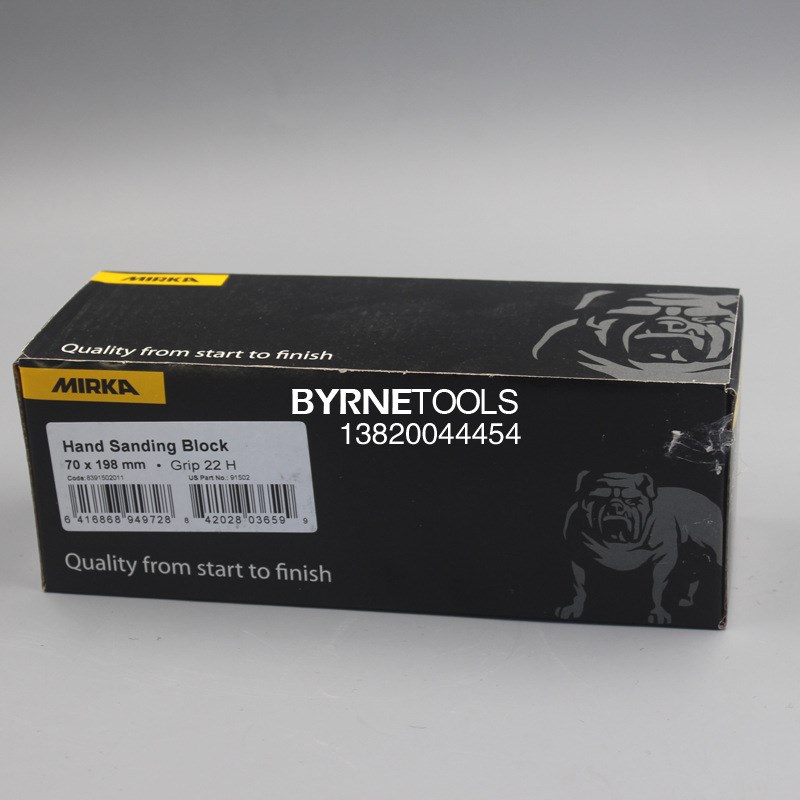 MIRKA
Quality from start to finish
MIRKA
BYRNETOOLS
13820044454
Hand Sanding Block
70 x 198 mm • Grip 22 H
Code: 8391502011 US Part No.: 91502
6 416868 949728 8 42028 03659 9
Quality from start to finish